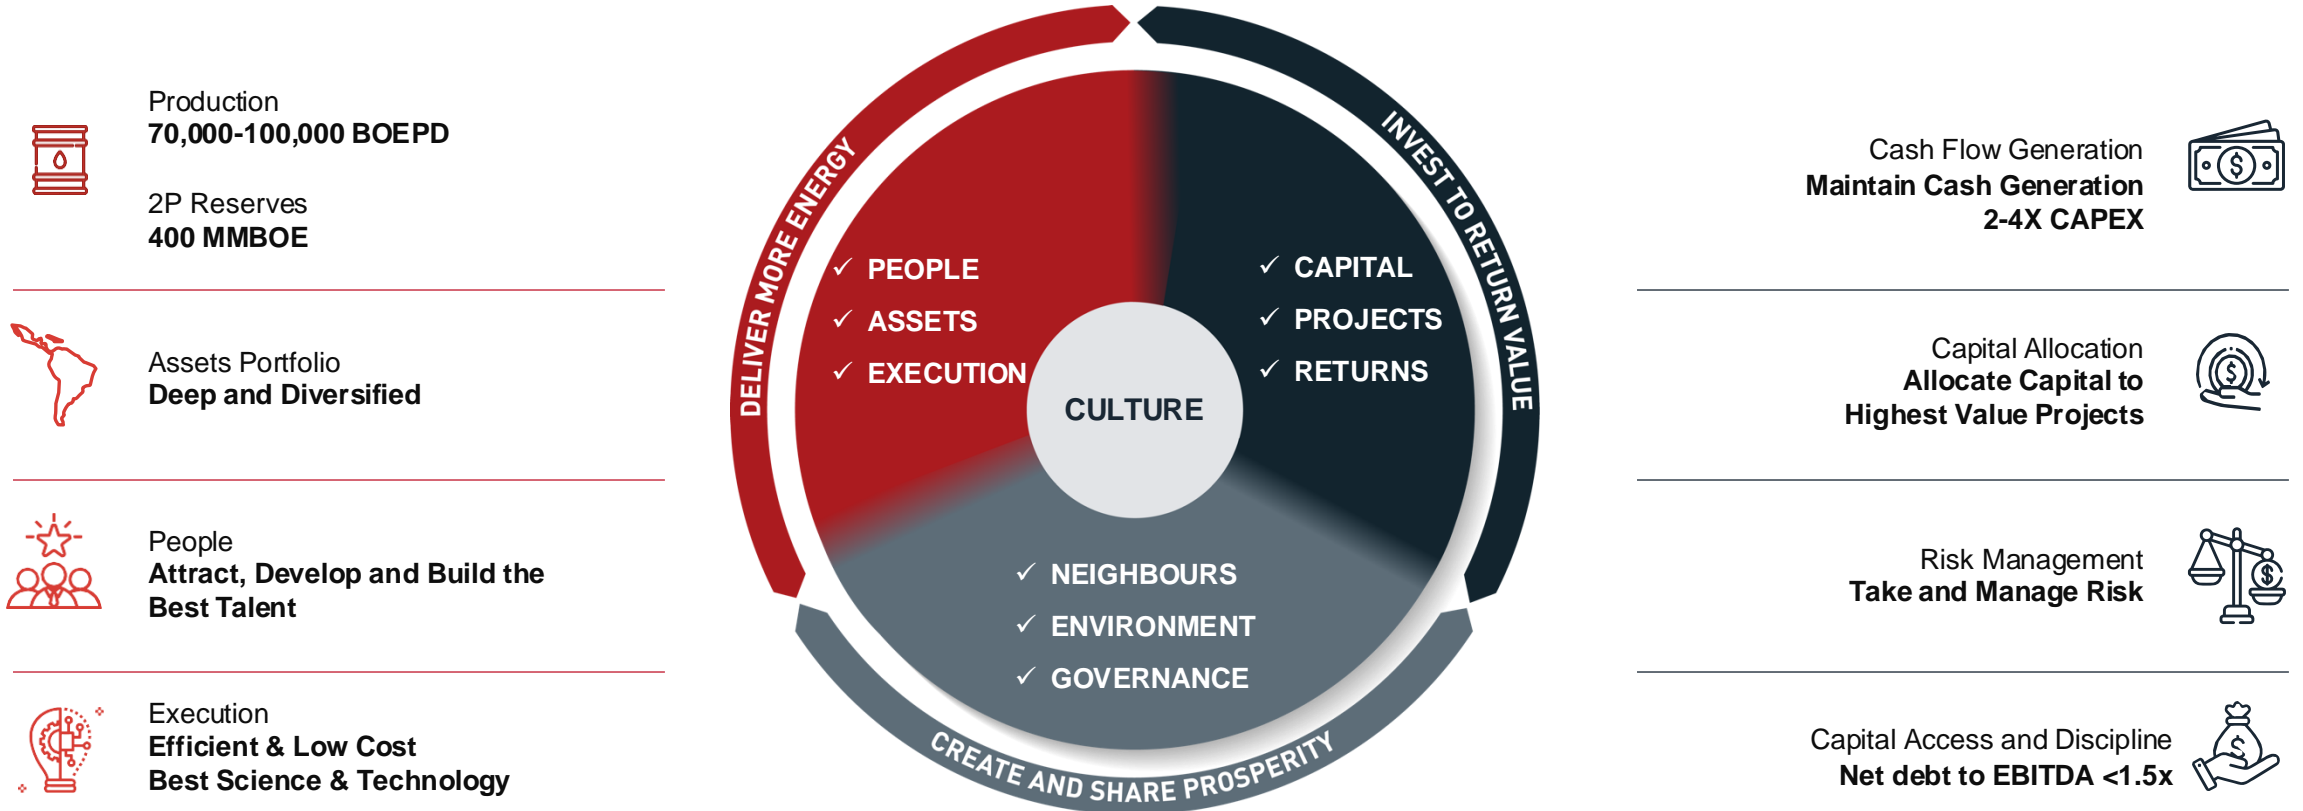 Production
70,000-100,000 BOEPD
2P Reserves
400 MMBOE
Assets Portfolio
Deep and Diversified
People
Attract, Develop and Build the
Best Talent
Execution
Efficient & Low Cost
Best Science & Technology
DELIVER MORE ENERGY
✓ PEOPLE
✓ ASSETS
✓ EXECUTION
INVEST TO RETURN VALUE
✓ CAPITAL
✓ PROJECTS
✓ RETURNS
CULTURE
✓ NEIGHBOURS
✓ ENVIRONMENT
✓ GOVERNANCE
CREATE AND SHARE PROSPERITY
Cash Flow Generation
Maintain Cash Generation
2-4X CAPEX
Capital Allocation
Allocate Capital to
Highest Value Projects
Risk Management
Take and Manage Risk
Capital Access and Discipline
Net debt to EBITDA <1.5x